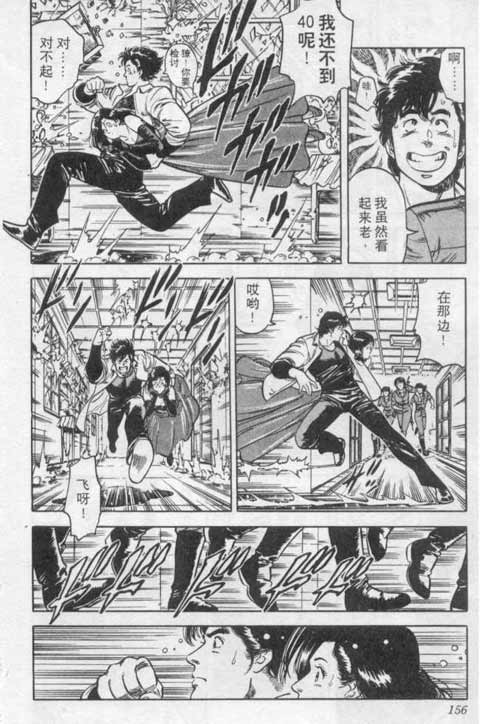 啊……
哇！
我虽然看
起来老，
我还不到
40呢！
对……
对不起！
飞呀！
在那边！
哎哟！
156